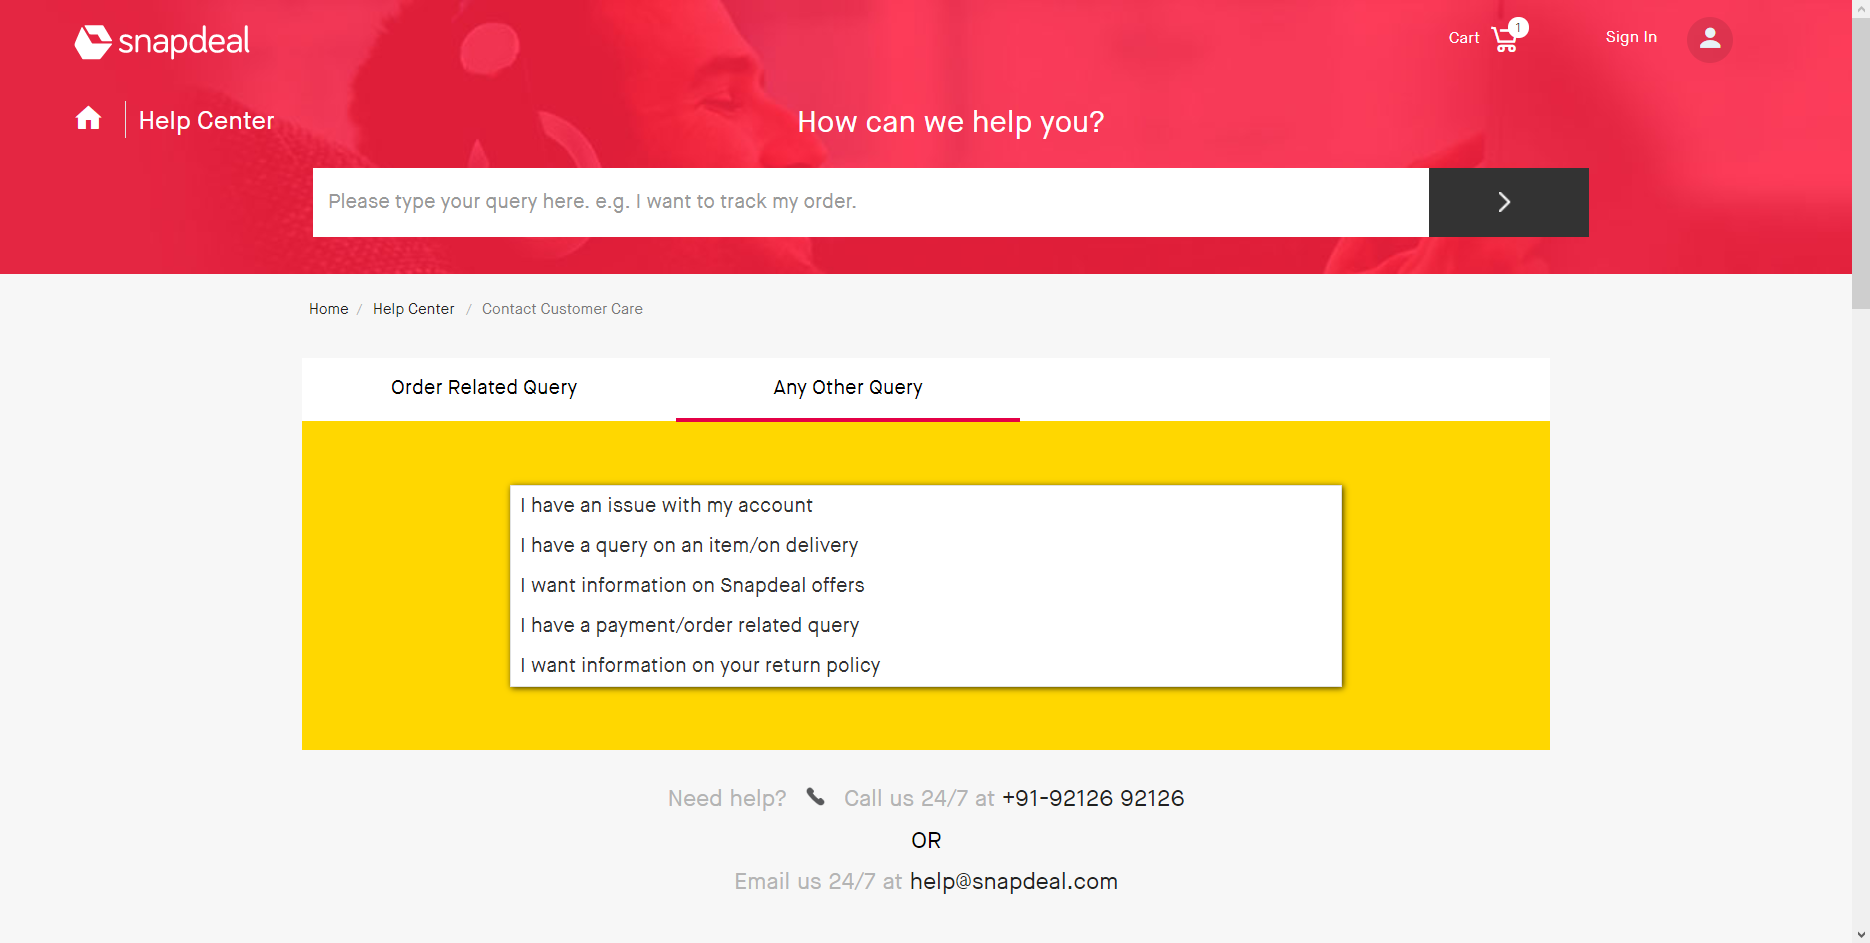 snapdeal
Cart 1
Sign In
Help Center
How can we help you?
Please type your query here. e.g. I want to track my order.
Home / Help Center / Contact Customer Care
Order Related Query
Any Other Query
I have an issue with my account
I have a query on an item/on delivery
I want information on Snapdeal offers
I have a payment/order related query
I want information on your return policy
Need help? Call us 24/7 at +91-92126 92126
OR
Email us 24/7 at help@snapdeal.com